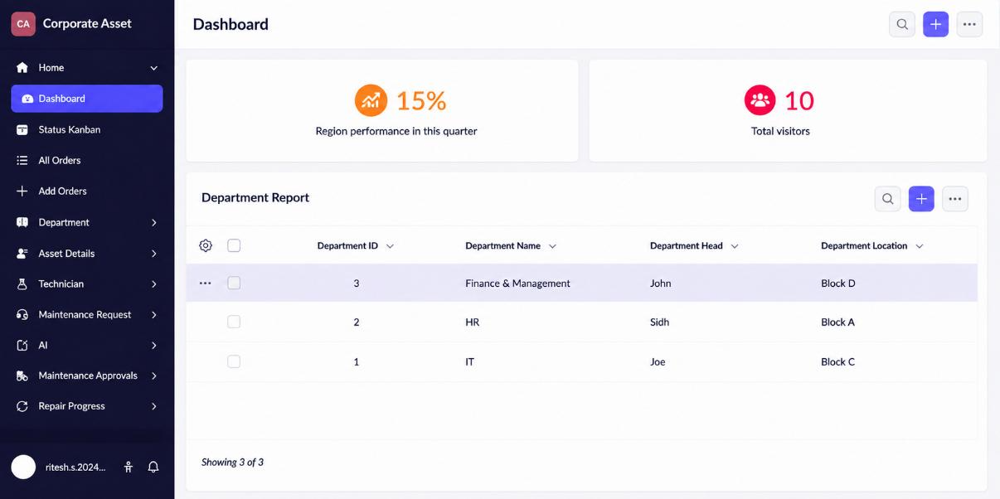 CA Corporate Asset
Home
Dashboard
Status Kanban
All Orders
Add Orders
Department
Asset Details
Technician
Maintenance Request
AI
Maintenance Approvals
Repair Progress
ritesh.s.2024...
Dashboard
15%
Region performance in this quarter
10
Total visitors
Department Report
Department ID Department Name Department Head Department Location
3 Finance & Management John Block D
2 HR Sidh Block A
1 IT Joe Block C
Showing 3 of 3